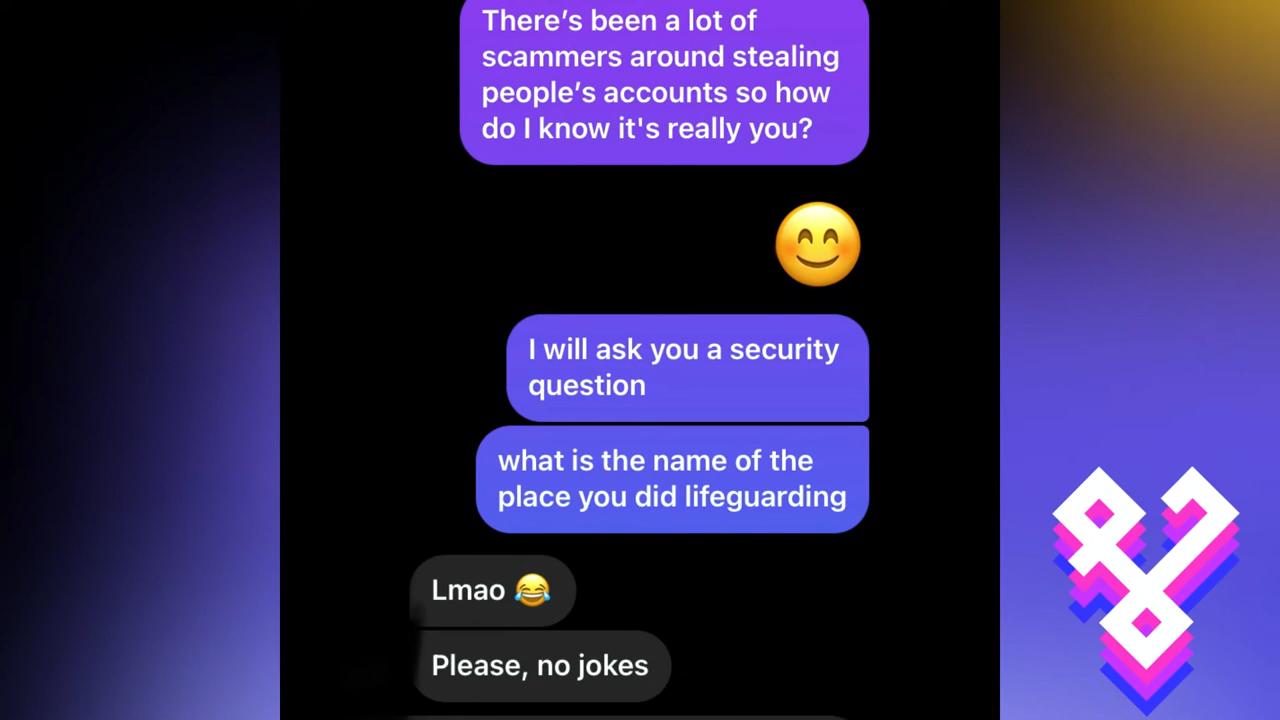 There’s been a lot of
scammers around stealing
people’s accounts so how
do I know it's really you?
😊
I will ask you a security
question
what is the name of the
place you did lifeguarding
Lmao 😂
Please, no jokes